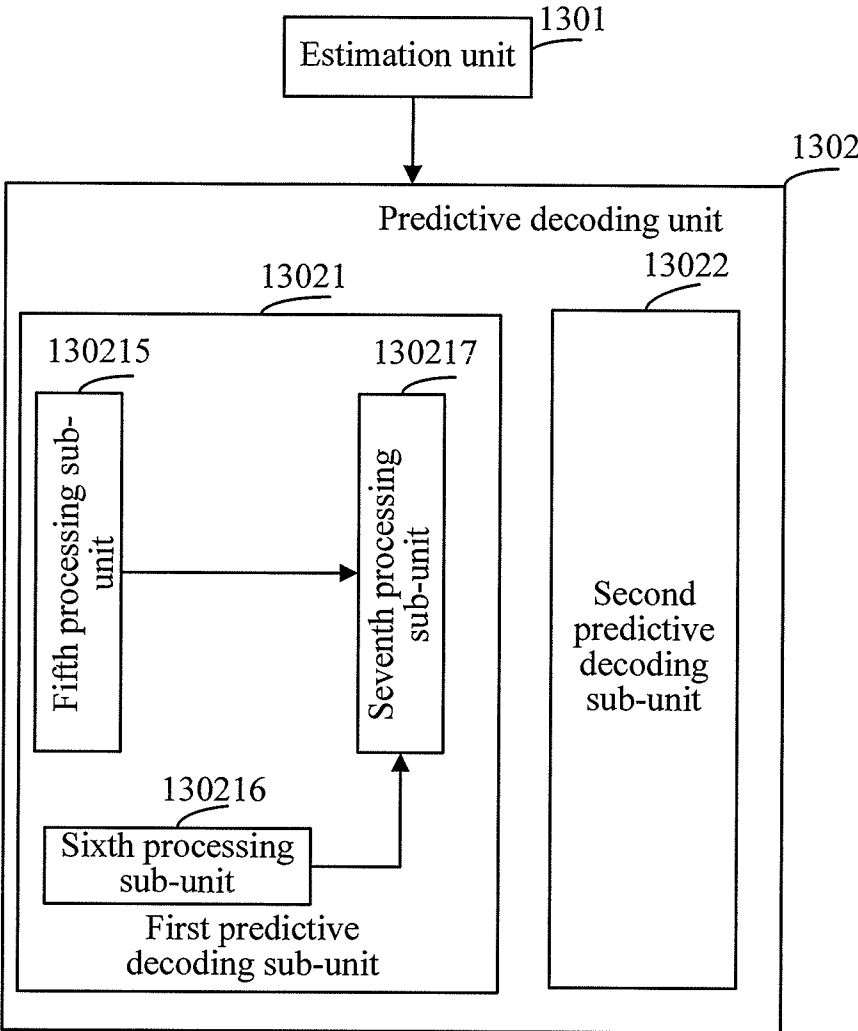 1301
Estimation unit
1302
Predictive decoding unit
13021
13022
130215
130217
Fifth processing sub-
unit
Seventh processing
sub-unit
Second
predictive
decoding
sub-unit
130216
Sixth processing
sub-unit
First predictive
decoding sub-unit